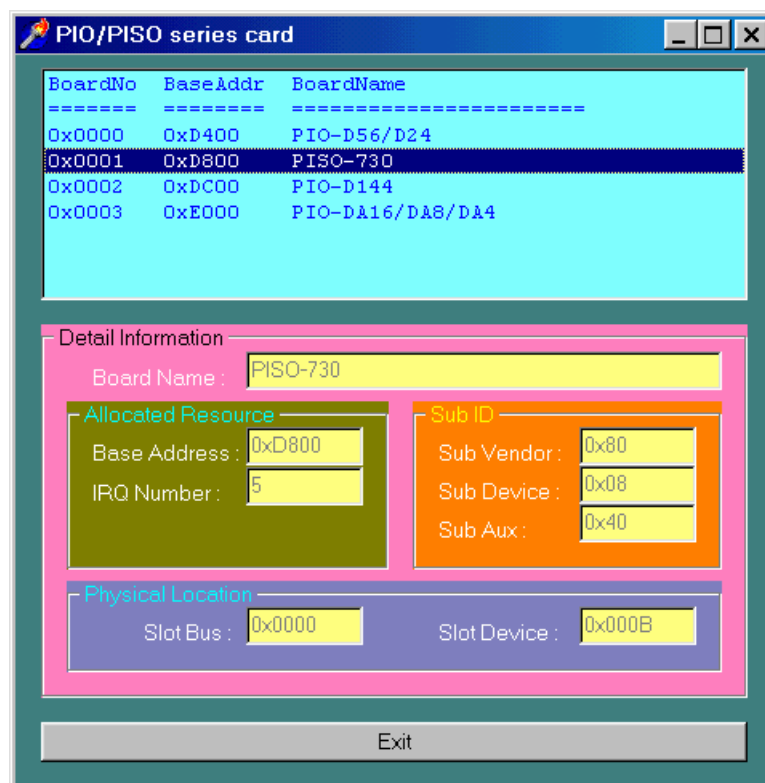 PIO/PISO series card
BoardNo BaseAddr BoardName
======= ======== =======================
0x0000 0xD400 PIO-D56/D24
0x0001 0xD800 PISO-730
0x0002 0xDC00 PIO-D144
0x0003 0xE000 PIO-DA16/DA8/DA4
Detail Information
Board Name : PISO-730
Allocated Resource
Base Address : 0xD800
IRQ Number : 5
Sub ID
Sub Vendor : 0x80
Sub Device : 0x08
Sub Aux : 0x40
Physical Location
Slot Bus : 0x0000 Slot Device : 0x000B
Exit